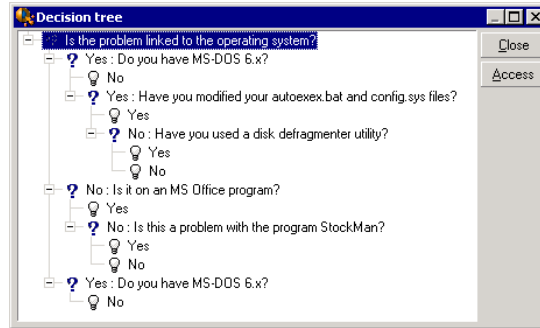 Decision tree
Is the problem linked to the operating system?
Yes : Do you have MS-DOS 6.x?
No
Yes : Have you modified your autoexex.bat and config.sys files?
Yes
No : Have you used a disk defragmenter utility?
Yes
No
No : Is it on an MS Office program?
Yes
No : Is this a problem with the program StockMan?
Yes
No
Yes : Do you have MS-DOS 6.x?
No
Close
Access